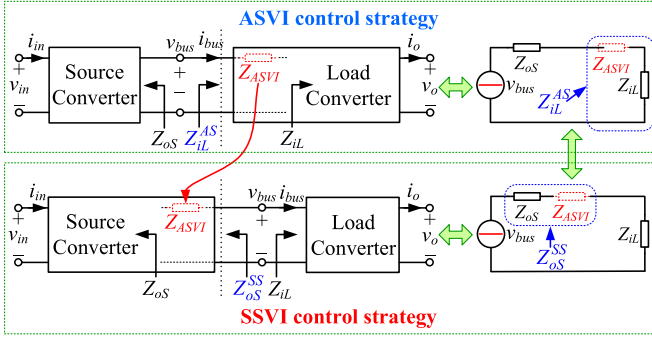 ASVI control strategy
i_in v_bus i_bus i_o
+ + +
v_in Source Converter Z_ASVI Load Converter v_o
− − −
Z_oS Z_iL^AS Z_iL
Z_oS Z_ASVI
v_bus Z_iL^AS Z_iL
i_in v_bus i_bus i_o
+ + +
v_in Source Converter Z_ASVI Load Converter v_o
− − −
Z_oS Z_oS^SS Z_iL
Z_oS Z_ASVI
v_bus Z_oS^SS Z_iL
SSVI control strategy